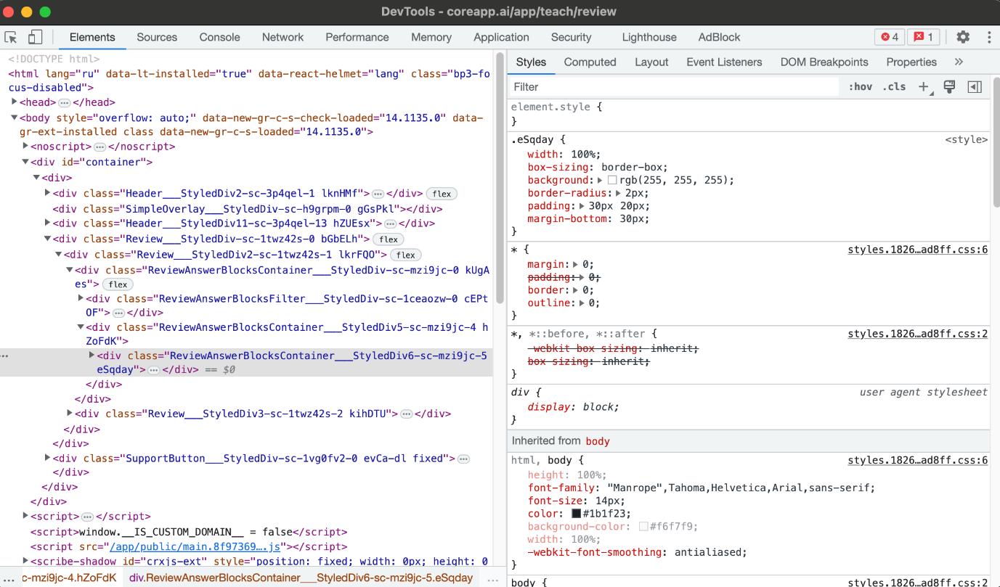 DevTools - coreapp.ai/app/teach/review
Elements Sources Console Network Performance Memory Application Security Lighthouse AdBlock 4 1
<!DOCTYPE html>
<html lang="ru" data-lt-installed="true" data-react-helmet="lang" class="bp3-fo
cus-disabled">
<head> … </head>
<body style="overflow: auto;" data-new-gr-c-s-check-loaded="14.1135.0" data-
gr-ext-installed class data-new-gr-c-s-loaded="14.1135.0">
<noscript> … </noscript>
<div id="container">
<div>
<div class="Header___StyledDiv2-sc-3p4qel-1 lknHMf"> … </div> flex
<div class="SimpleOverlay___StyledDiv-sc-h9grpm-0 gGsPkl"></div>
<div class="Header___StyledDiv11-sc-3p4qel-13 hZUEsx"> … </div>
<div class="Review___StyledDiv-sc-1twz42s-0 bGbELh"> flex
<div class="Review___StyledDiv2-sc-1twz42s-1 lkrFQO"> flex
<div class="ReviewAnswerBlocksContainer___StyledDiv-sc-mzi9jc-0 kUgA
es"> flex
<div class="ReviewAnswerBlocksFilter___StyledDiv-sc-1ceaozw-0 cEPt
OF"> … </div>
<div class="ReviewAnswerBlocksContainer___StyledDiv5-sc-mzi9jc-4 h
ZoFdK">
… <div class="ReviewAnswerBlocksContainer___StyledDiv6-sc-mzi9jc-5
eSqday"> … </div> == $0
</div>
</div>
<div class="Review___StyledDiv3-sc-1twz42s-2 kihDTU"> … </div>
</div>
</div>
<div class="SupportButton___StyledDiv-sc-1vg0fv2-0 evCa-dl fixed"> …
</div>
</div>
</div>
<script> … </script>
<script>window.__IS_CUSTOM_DOMAIN__ = false</script>
<script src="/app/public/main.8f97369….js"></script>
<scribe-shadow id="crxjs-ext" style="position: fixed; width: 0px; height: 0
… c-mzi9jc-4.hZoFdK div.ReviewAnswerBlocksContainer___StyledDiv6-sc-mzi9jc-5.eSqday …
Styles Computed Layout Event Listeners DOM Breakpoints Properties »
Filter :hov .cls +
element.style {
}
.eSqday { <style>
width: 100%;
box-sizing: border-box;
background: rgb(255, 255, 255);
border-radius: 2px;
padding: 30px 20px;
margin-bottom: 30px;
}
* { styles.1826…ad8ff.css:6
margin: 0;
padding: 0;
border: 0;
outline: 0;
}
*, *::before, *::after { styles.1826…ad8ff.css:2
-webkit-box-sizing: inherit;
box-sizing: inherit;
}
div { user agent stylesheet
display: block;
}
Inherited from body
html, body { styles.1826…ad8ff.css:6
height: 100%;
font-family: "Manrope",Tahoma,Helvetica,Arial,sans-serif;
font-size: 14px;
color: #1b1f23;
background-color: #f6f7f9;
width: 100%;
-webkit-font-smoothing: antialiased;
}
body { styles.1826…ad8ff.css:2